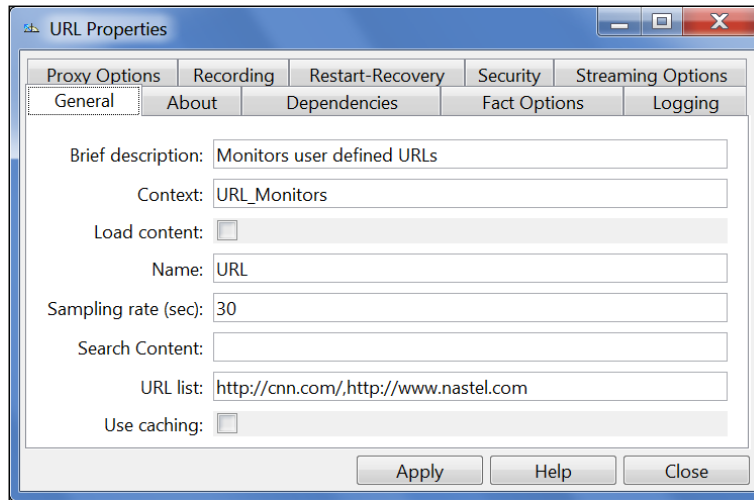 URL Properties
Proxy Options Recording Restart-Recovery Security Streaming Options
General About Dependencies Fact Options Logging
Brief description: Monitors user defined URLs
Context: URL_Monitors
Load content:
Name: URL
Sampling rate (sec): 30
Search Content:
URL list: http://cnn.com/,http://www.nastel.com
Use caching:
Apply Help Close